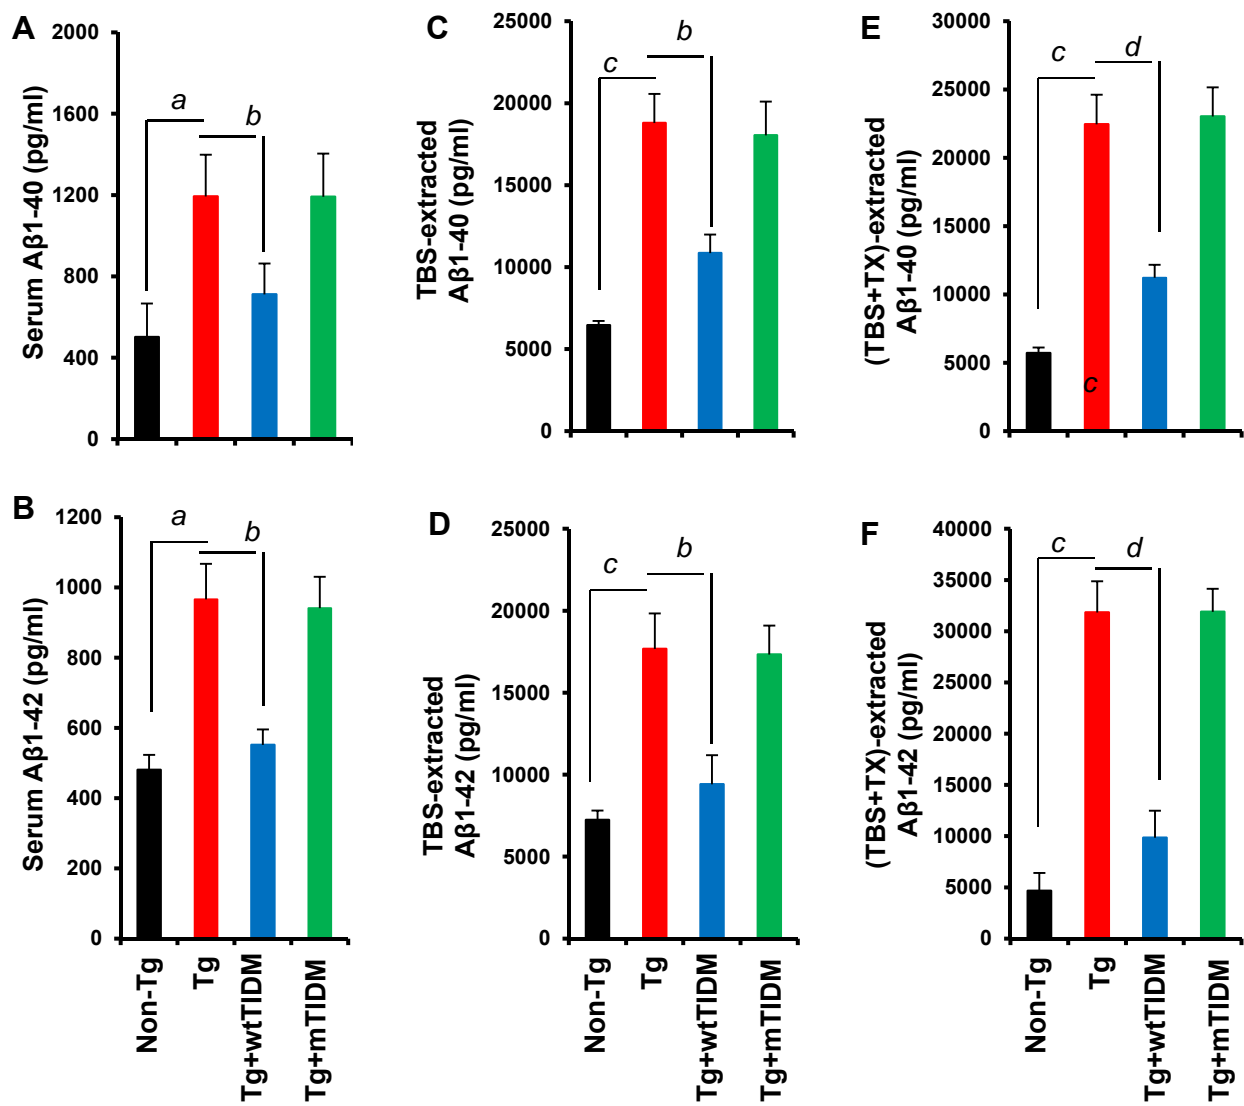 A
2000
1600
1200
800
400
0
Serum Aβ1-40 (pg/ml)
a
b
C
25000
20000
15000
10000
5000
0
TBS-extracted
Aβ1-40 (pg/ml)
c
b
E
30000
25000
20000
15000
10000
5000
0
(TBS+TX)-extracted
Aβ1-40 (pg/ml)
c
d
c
B
1200
1000
800
600
400
200
0
Serum Aβ1-42 (pg/ml)
a
b
Non-Tg
Tg
Tg+wtTIDM
Tg+mTIDM
D
25000
20000
15000
10000
5000
0
TBS-extracted
Aβ1-42 (pg/ml)
c
b
Non-Tg
Tg
Tg+wtTIDM
Tg+mTIDM
F
40000
35000
30000
25000
20000
15000
10000
5000
0
(TBS+TX)-extracted
Aβ1-42 (pg/ml)
c
d
Non-Tg
Tg
Tg+wtTIDM
Tg+mTIDM